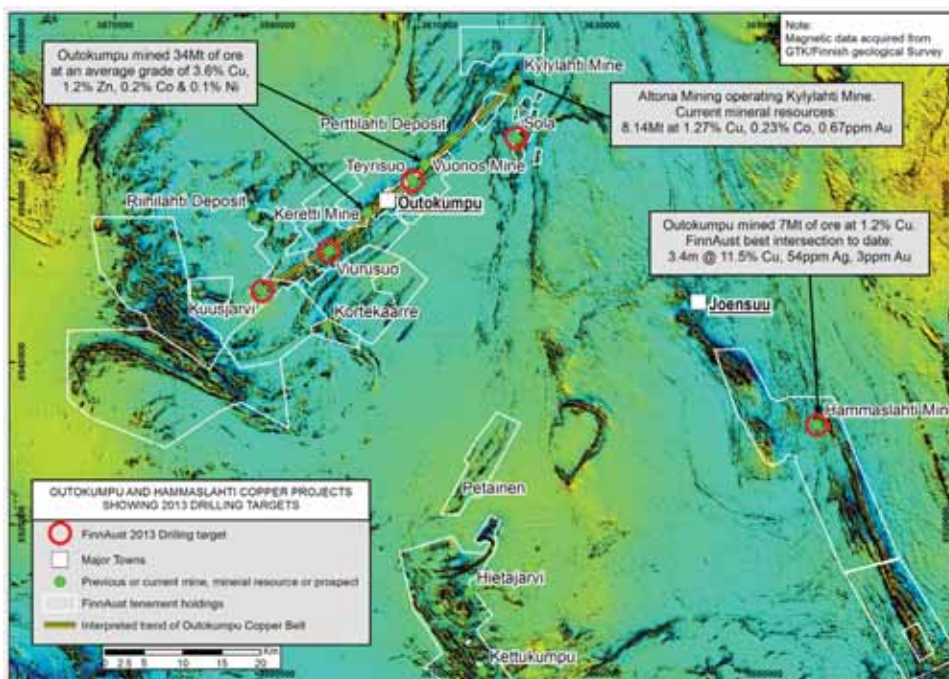 3870000
3610000
3630000
Note:
Magnetic data acquired from
GTK/Finnish geological Survey
Outokumpu mined 34Mt of ore
at an average grade of 3.6% Cu,
1.2% Zn, 0.2% Co & 0.1% Ni
Kylylahti Mine
Altona Mining operating Kylylahti Mine.
Current mineral resources:
8.14Mt at 1.27% Cu, 0.23% Co, 0.67ppm Au
Perttilahti Deposit
Sola
Teyrisuo
Vuonos Mine
Riihilahti Deposit
Keretti Mine
Outokumpu
Outokumpu mined 7Mt of ore at 1.2% Cu.
FinnAust best intersection to date:
3.4m @ 11.5% Cu, 54ppm Ag, 3ppm Au
Viurusuo
Kuusjarvi
Kortekaarre
Joensuu
Hammaslahti Min
Petainen
Hietajarvi
Kettukumpu
OUTOKUMPU AND HAMMASLAHTI COPPER PROJECTS
SHOWING 2013 DRILLING TARGETS
FinnAust 2013 Drilling target
Major Towns
Previous or current mine, mineral resource or prospect
FinnAust tenement holdings
Interpreted trend of Outokumpu Copper Belt
Km
0 2.5 5 10 15 20